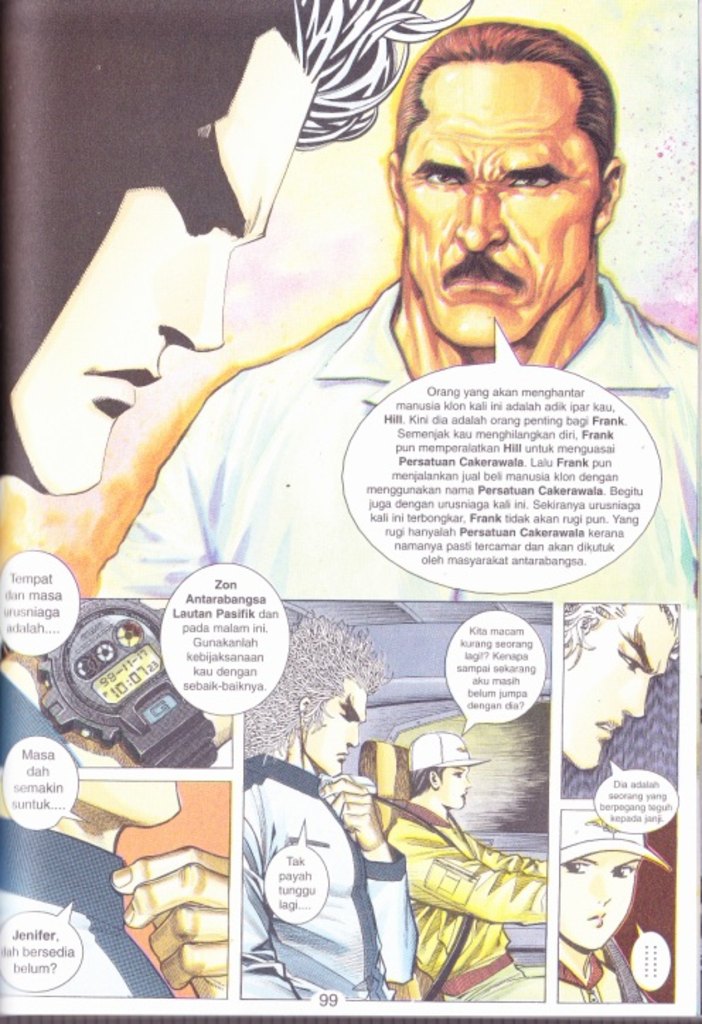 Orang yang akan menghantar
manusia klon kali ini adalah adik ipar kau,
Hill. Kini dia adalah orang penting bagi Frank.
Semenjak kau menghilangkan diri, Frank
pun memperalatkan Hill untuk menguasai
Persatuan Cakerawala. Lalu Frank pun
menjalankan jual beli manusia klon dengan
menggunakan nama Persatuan Cakerawala. Begitu
juga dengan urusniaga kali ini. Sekiranya urusniaga
kali ini terbongkar, Frank tidak akan rugi pun. Yang
rugi hanyalah Persatuan Cakerawala kerana
namanya pasti tercamar dan akan dikutuk
oleh masyarakat antarabangsa.
Tempat
dan masa
urusniaga
adalah....
Zon
Antarabangsa
Lautan Pasifik dan
pada malam ini.
Gunakanlah
kebijaksanaan
kau dengan
sebaik-baiknya.
98-11-17
10:07
Masa
dah
semakin
suntuk....
Jenifer,
dah bersedia
belum?
Kita macam
kurang seorang
lagi!? Kenapa
sampai sekarang
aku masih
belum jumpa
dengan dia?
Tak
payah
tunggu
lagi....
Dia adalah
seorang yang
berpegang teguh
kepada janji.
99